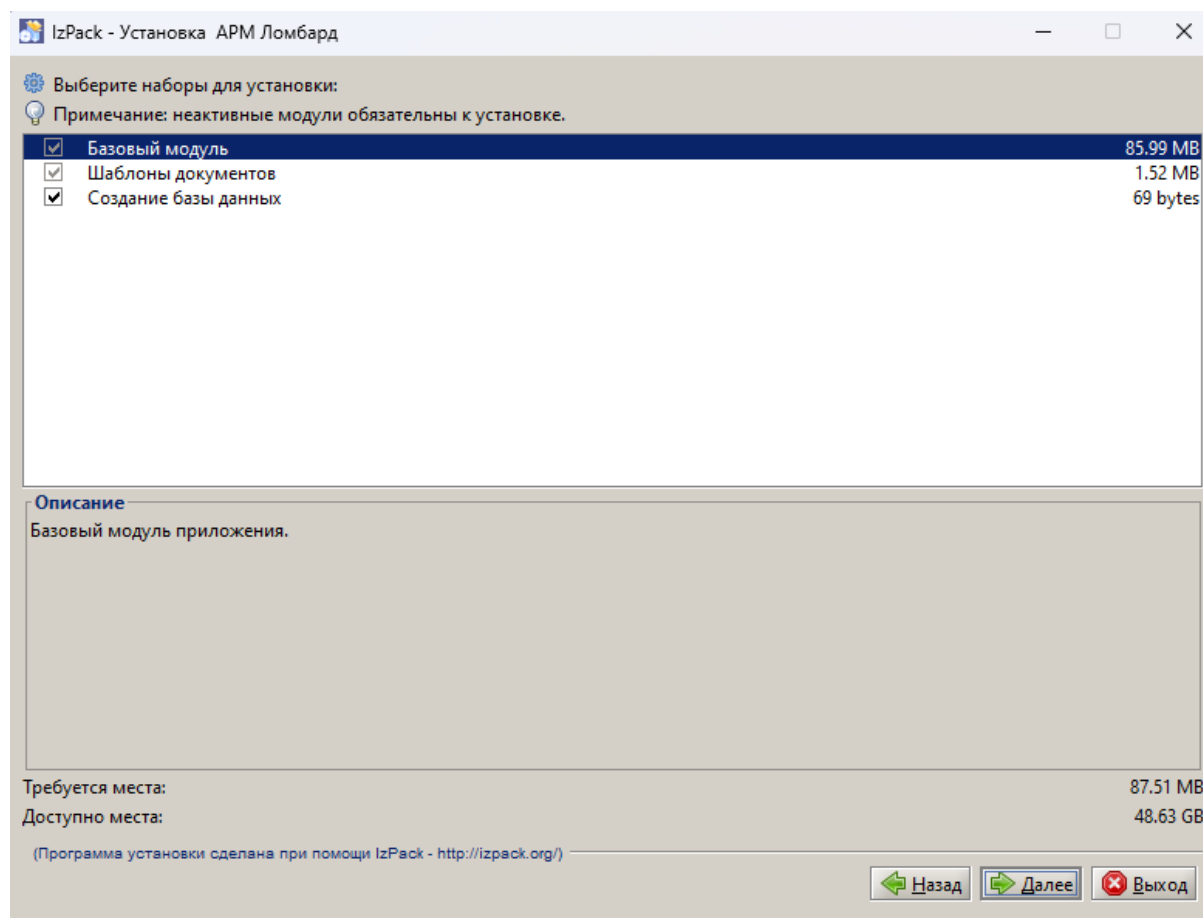 IzPack - Установка  АРМ Ломбард
Выберите наборы для установки:
Примечание: неактивные модули обязательны к установке.
Базовый модуль 85.99 MB
Шаблоны документов 1.52 MB
Создание базы данных 69 bytes
Описание
Базовый модуль приложения.
Требуется места: 87.51 MB
Доступно места: 48.63 GB
(Программа установки сделана при помощи IzPack - http://izpack.org/)
Назад Далее Выход